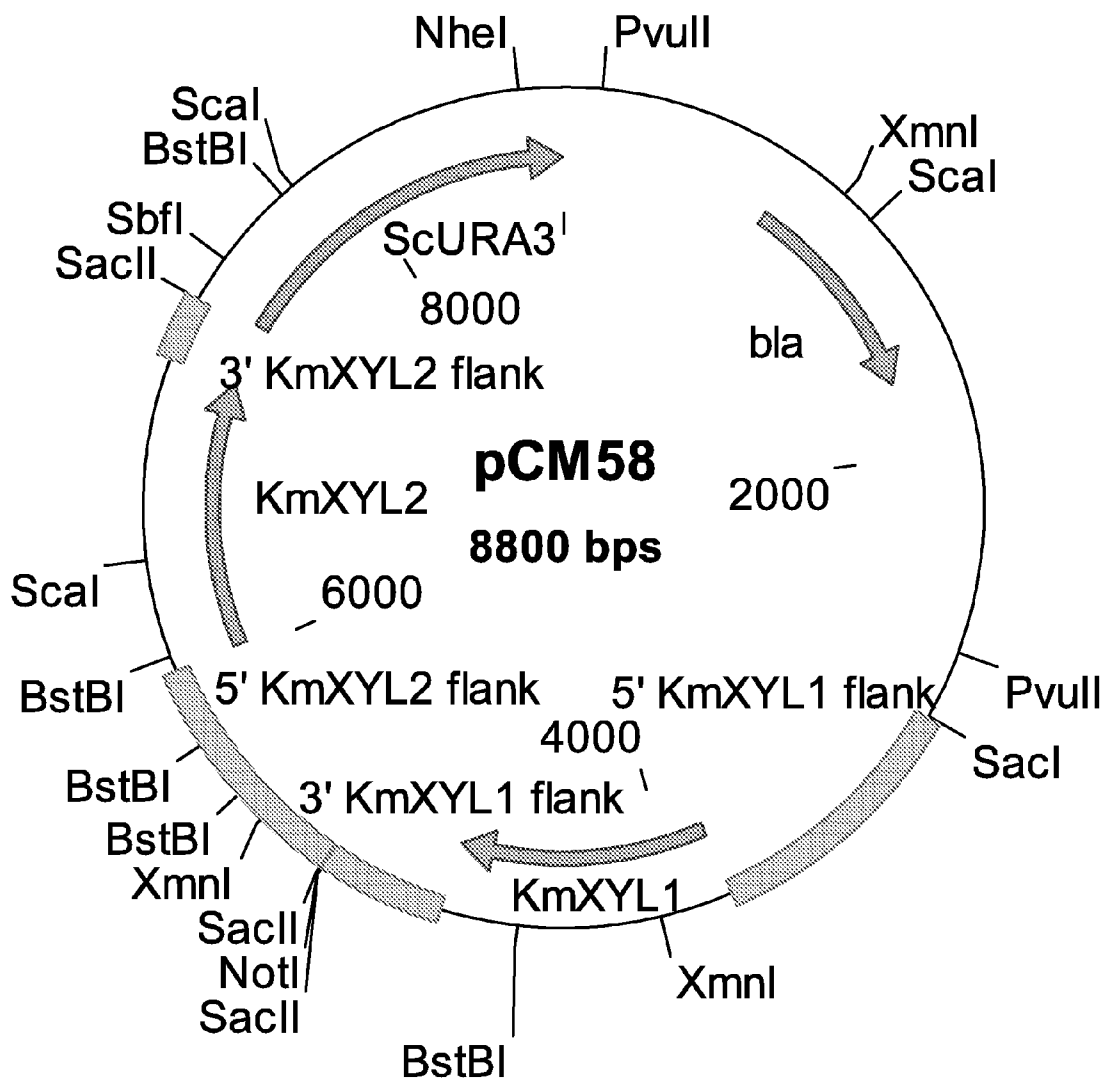 NheI
PvuII
ScaI
BstBI
XmnI
ScaI
SbfI
SacII
ScURA3
8000
bla
3' KmXYL2 flank
pCM58
KmXYL2
2000
8800 bps
ScaI
6000
BstBI
5' KmXYL2 flank
5' KmXYL1 flank
PvuII
4000
SacI
BstBI
3' KmXYL1 flank
BstBI
XmnI
KmXYL1
SacII
NotI
XmnI
SacII
BstBI